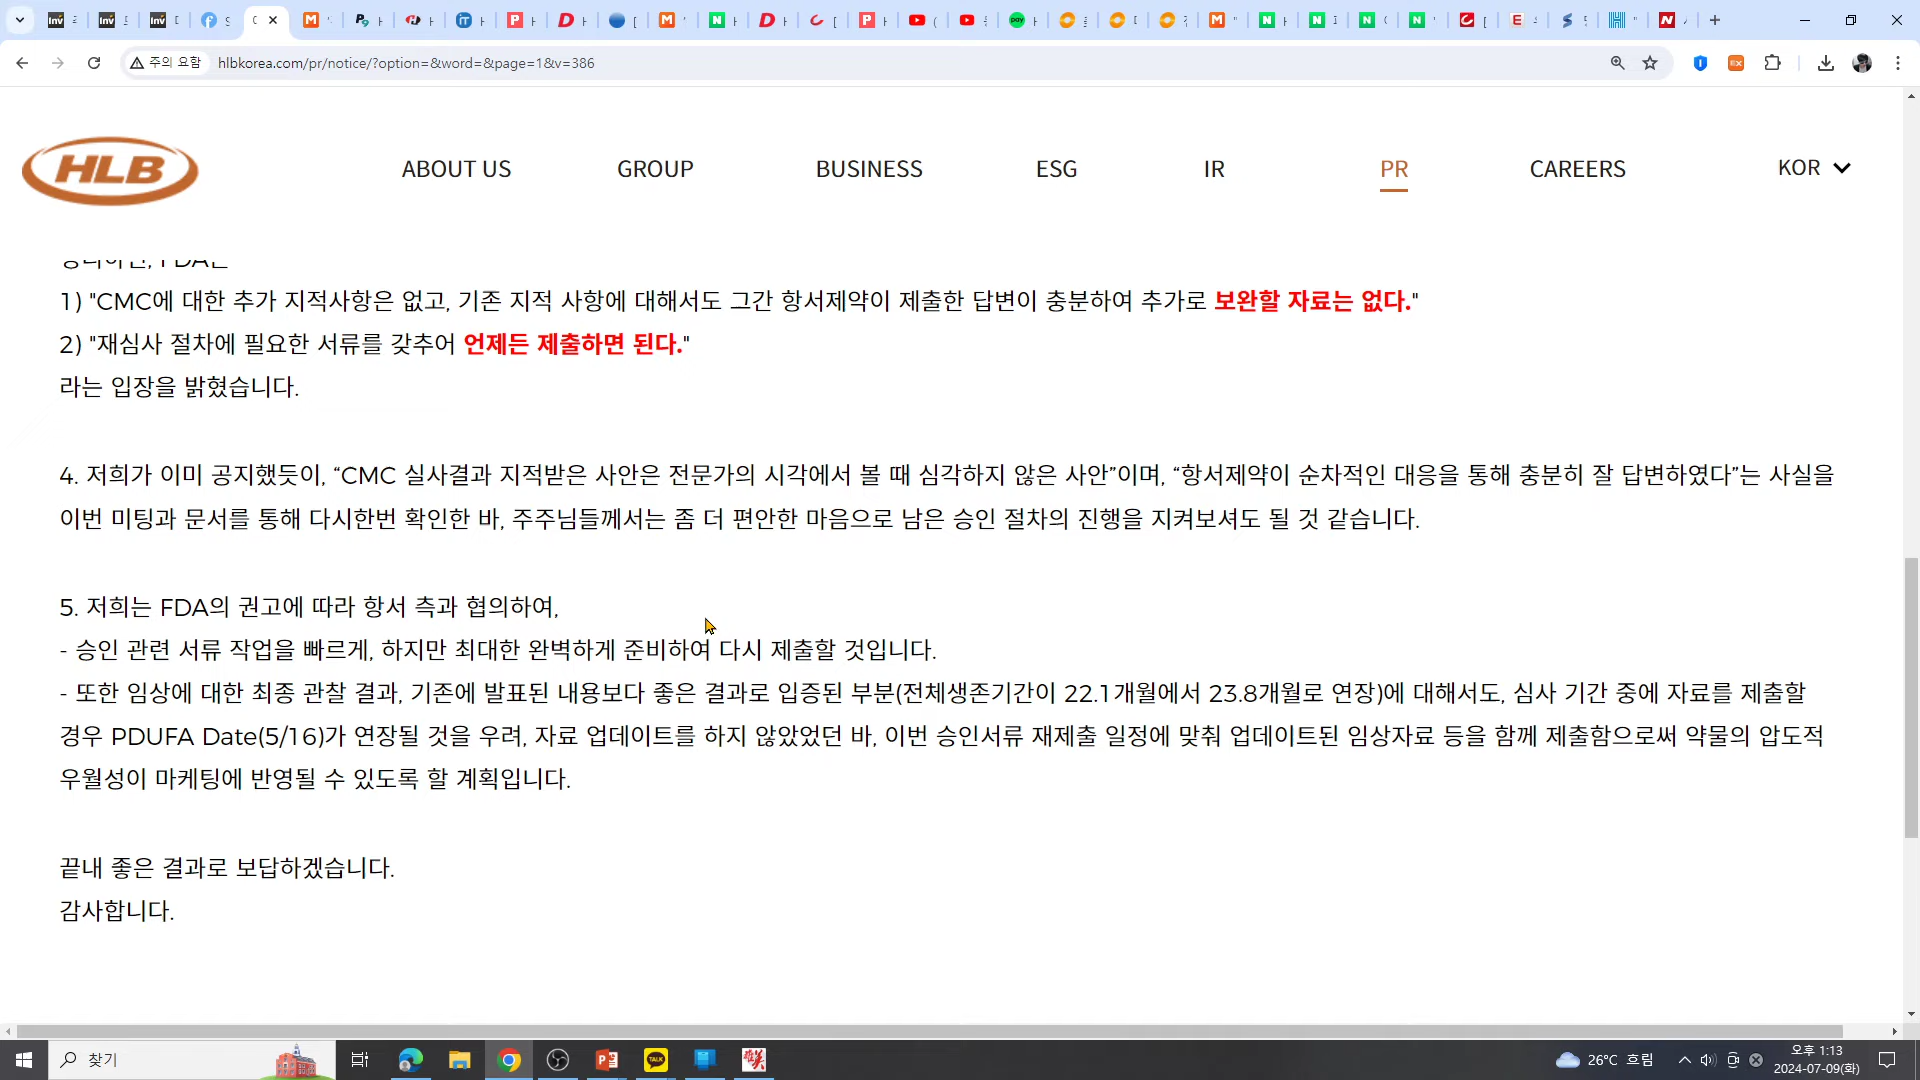 주의 요함
hlbkorea.com/pr/notice/?option=&word=&page=1&v=386
HLB
ABOUT US
GROUP
BUSINESS
ESG
IR
PR
CAREERS
KOR
1) "CMC에 대한 추가 지적사항은 없고, 기존 지적 사항에 대해서도 그간 항서제약이 제출한 답변이 충분하여 추가로 보완할 자료는 없다."
2) "재심사 절차에 필요한 서류를 갖추어 언제든 제출하면 된다."
라는 입장을 밝혔습니다.
4. 저희가 이미 공지했듯이, “CMC 실사결과 지적받은 사안은 전문가의 시각에서 볼 때 심각하지 않은 사안”이며, “항서제약이 순차적인 대응을 통해 충분히 잘 답변하였다”는 사실을
이번 미팅과 문서를 통해 다시한번 확인한 바, 주주님들께서는 좀 더 편안한 마음으로 남은 승인 절차의 진행을 지켜보셔도 될 것 같습니다.
5. 저희는 FDA의 권고에 따라 항서 측과 협의하여,
- 승인 관련 서류 작업을 빠르게, 하지만 최대한 완벽하게 준비하여 다시 제출할 것입니다.
- 또한 임상에 대한 최종 관찰 결과, 기존에 발표된 내용보다 좋은 결과로 입증된 부분(전체생존기간이 22.1개월에서 23.8개월로 연장)에 대해서도, 심사 기간 중에 자료를 제출할
경우 PDUFA Date(5/16)가 연장될 것을 우려, 자료 업데이트를 하지 않았었던 바, 이번 승인서류 재제출 일정에 맞춰 업데이트된 임상자료 등을 함께 제출함으로써 약물의 압도적
우월성이 마케팅에 반영될 수 있도록 할 계획입니다.
끝내 좋은 결과로 보답하겠습니다.
감사합니다.
찾기
26°C 흐림
오후 1:13
2024-07-09(화)